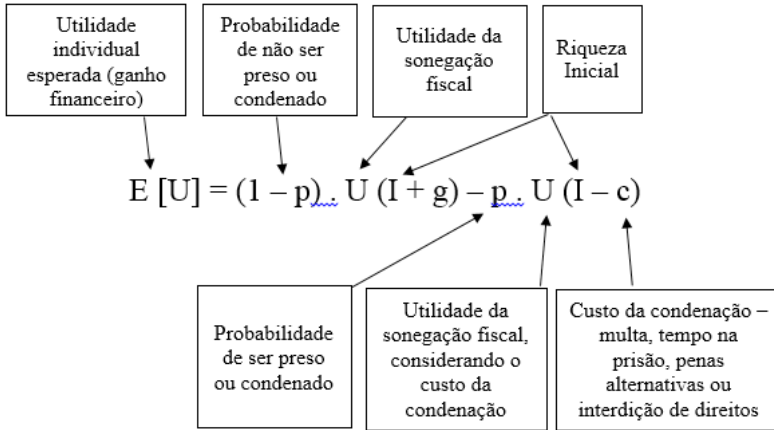 Utilidade
individual
esperada (ganho
financeiro)
Probabilidade
de não ser
preso ou
condenado
Utilidade da
sonegação
fiscal
Riqueza
Inicial
E [U] = (1 – p) . U (I + g) – p . U (I – c)
Probabilidade
de ser preso
ou condenado
Utilidade da
sonegação fiscal,
considerando o
custo da
condenação
Custo da condenação –
multa, tempo na
prisão, penas
alternativas ou
interdição de direitos